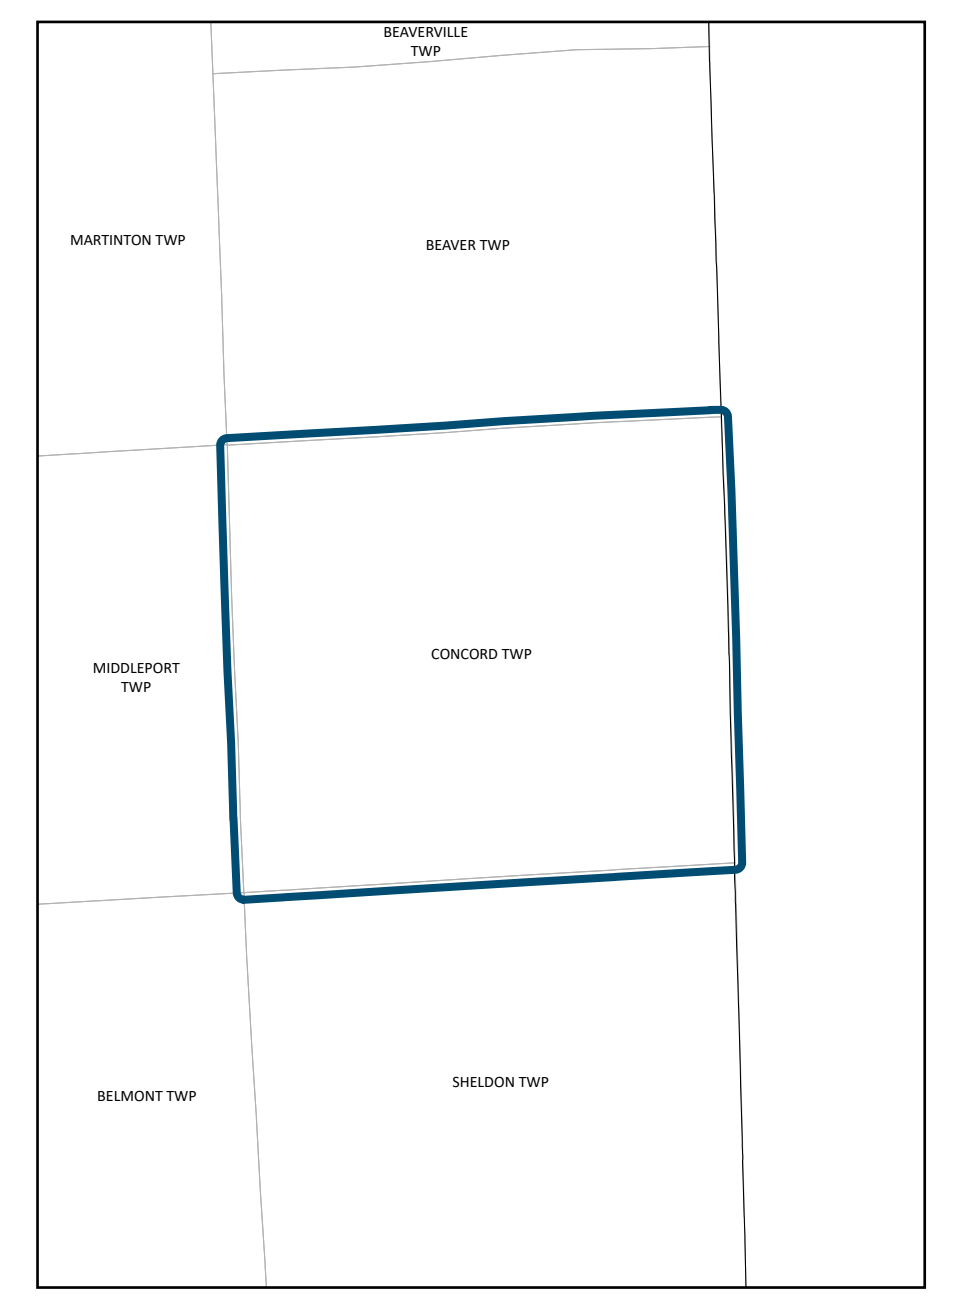 BEAVERVILLE
TWP
MARTINTON TWP
BEAVER TWP
CONCORD TWP
MIDDLEPORT
TWP
SHELDON TWP
BELMONT TWP